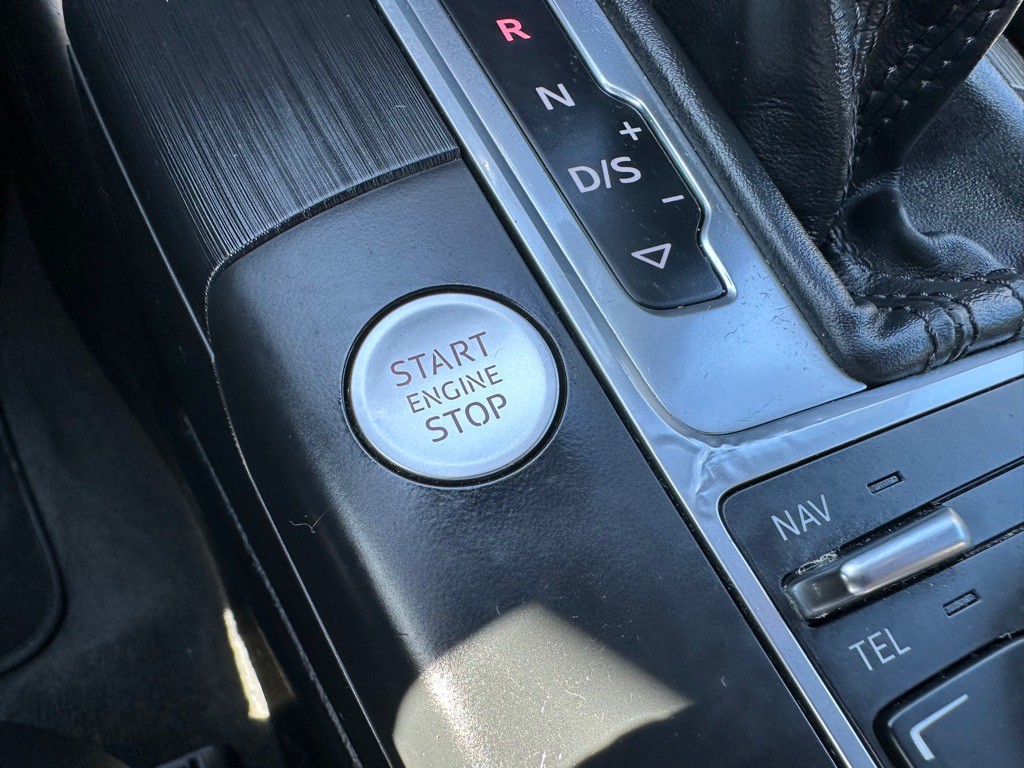 R
N
+
D/S
−
START
ENGINE
STOP
NAV
TEL